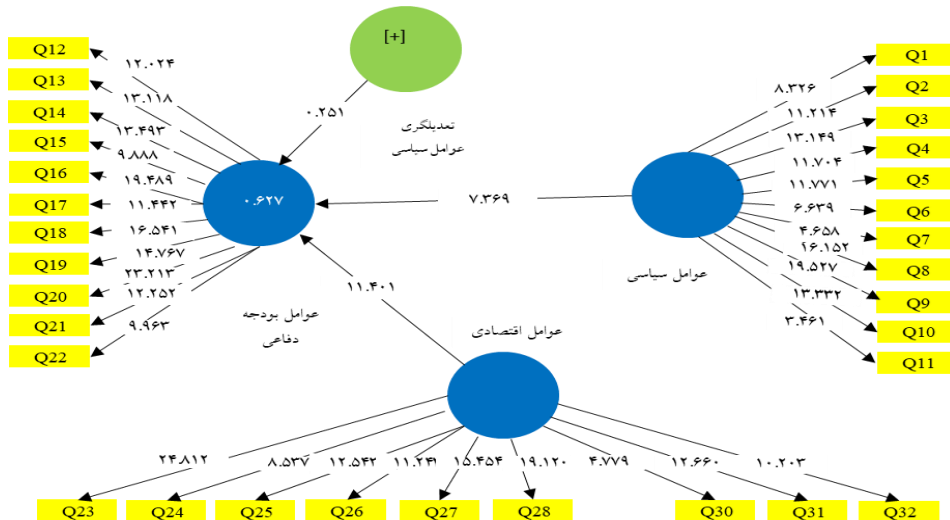 Q12
Q13
Q14
Q15
Q16
Q17
Q18
Q19
Q20
Q21
Q22
۱۲.۰۲۴
۱۳.۱۱۸
۱۳.۴۹۳
۹.۸۸۸
۱۹.۴۸۹
۱۱.۴۴۲
۱۶.۵۴۱
۱۴.۷۶۷
۲۳.۲۱۳
۱۲.۲۵۲
۹.۹۶۳
[+]
۰.۲۵۱
تعدیلگری
عوامل سیاسی
۰.۶۲۷
۷.۳۶۹
عوامل بودجه
دفاعی
۱۱.۴۰۱
عوامل سیاسی
۸.۳۲۶
۱۱.۲۱۴
۱۳.۱۴۹
۱۱.۷۰۴
۱۱.۷۷۱
۶.۶۳۹
۴.۶۵۸
۱۶.۱۵۲
۱۹.۵۲۷
۱۳.۳۳۲
۳.۴۶۱
Q1
Q2
Q3
Q4
Q5
Q6
Q7
Q8
Q9
Q10
Q11
عوامل اقتصادی
۲۴.۸۱۲
۸.۵۳۷
۱۲.۵۴۲
۱۱.۲۴۱
۱۵.۴۵۴
۱۹.۱۲۰
۴.۷۷۹
۱۲.۶۶۰
۱۰.۲۰۳
Q23
Q24
Q25
Q26
Q27
Q28
Q30
Q31
Q32